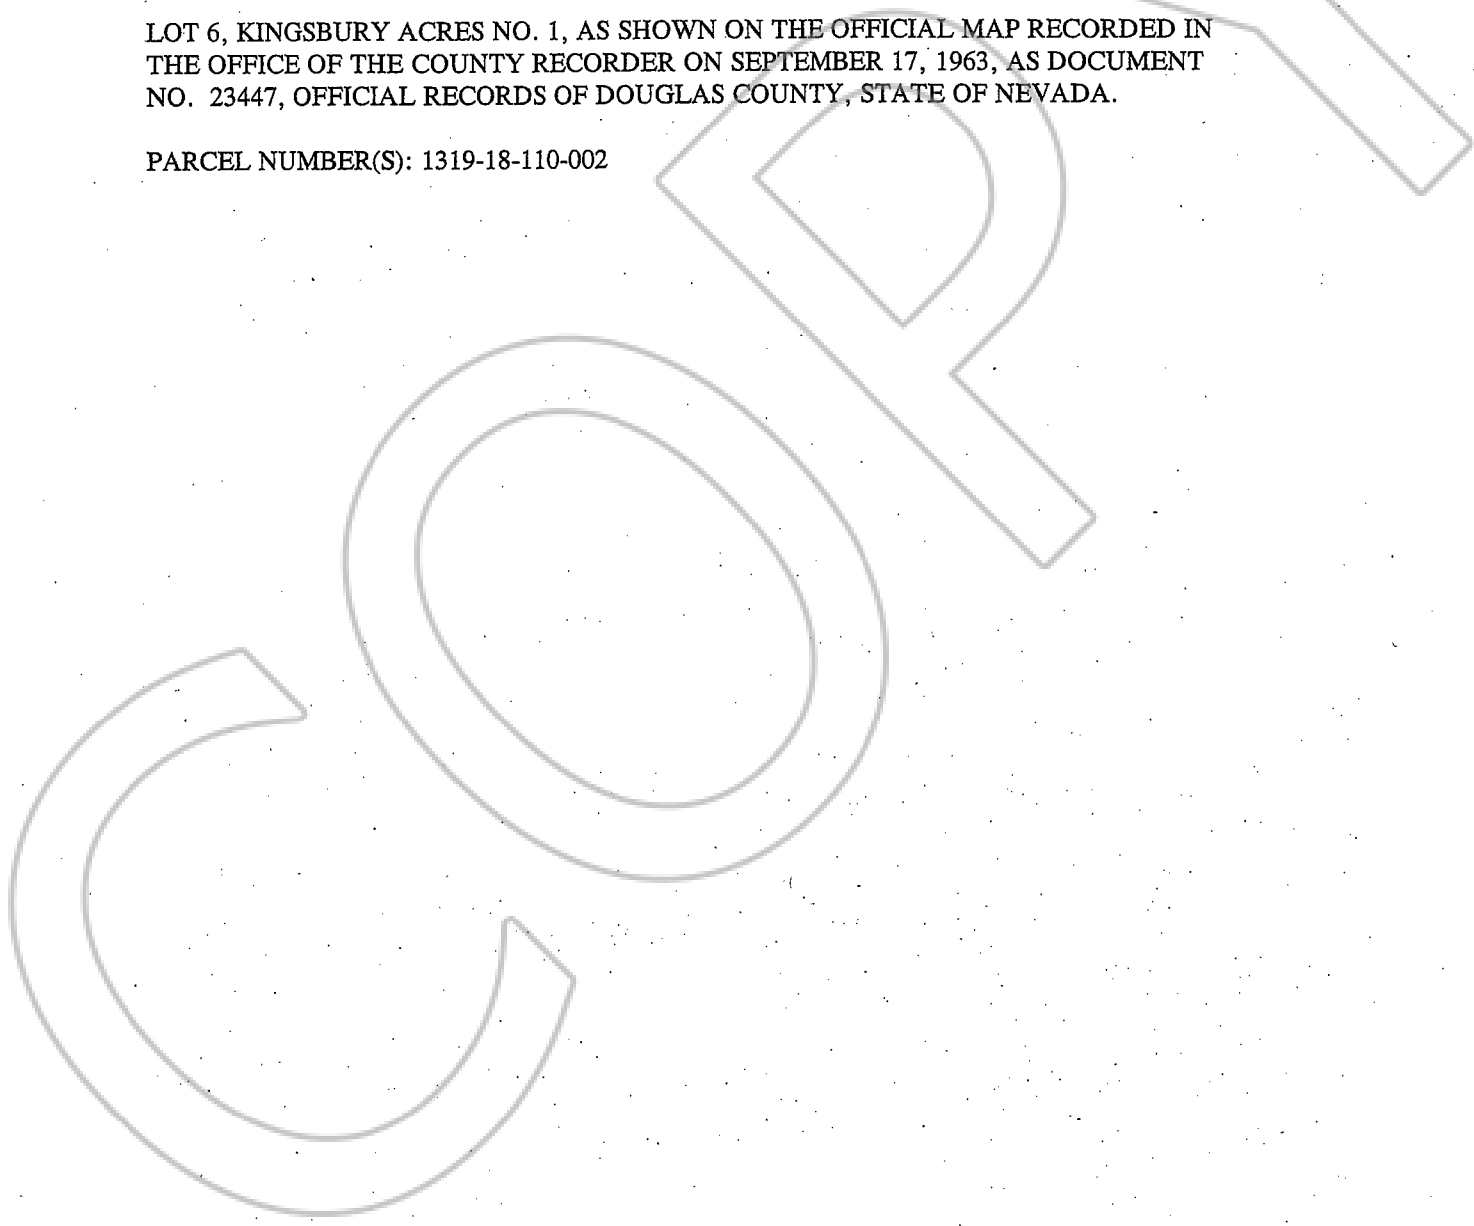 LOT 6, KINGSBURY ACRES NO. 1, AS SHOWN ON THE OFFICIAL MAP RECORDED IN
THE OFFICE OF THE COUNTY RECORDER ON SEPTEMBER 17, 1963, AS DOCUMENT
NO. 23447, OFFICIAL RECORDS OF DOUGLAS COUNTY, STATE OF NEVADA.
PARCEL NUMBER(S): 1319-18-110-002
COPY